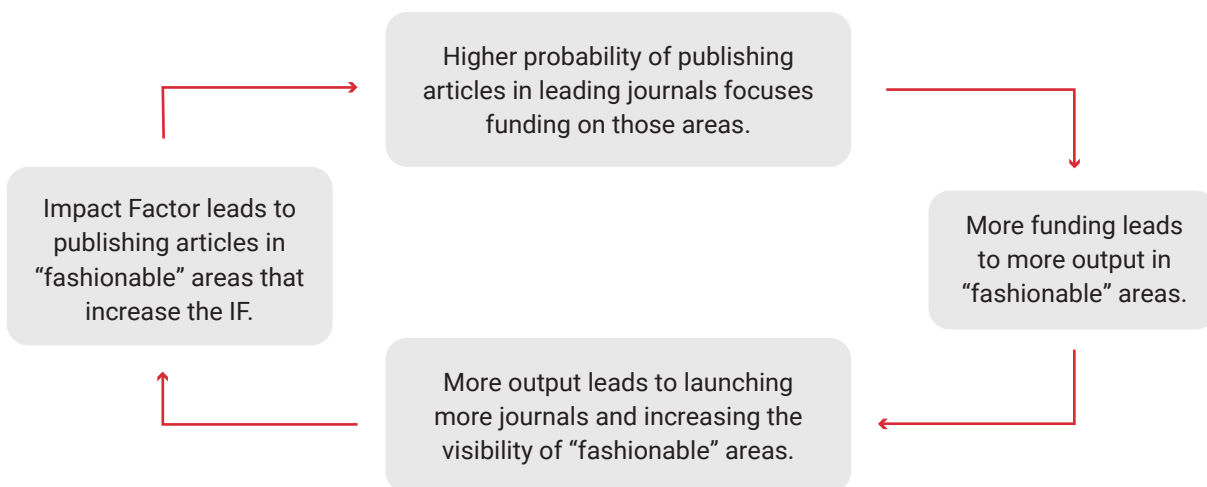 Higher probability of publishing
articles in leading journals focuses
funding on those areas.
Impact Factor leads to
publishing articles in
“fashionable” areas that
increase the IF.
More funding leads
to more output in
“fashionable” areas.
More output leads to launching
more journals and increasing the
visibility of “fashionable” areas.